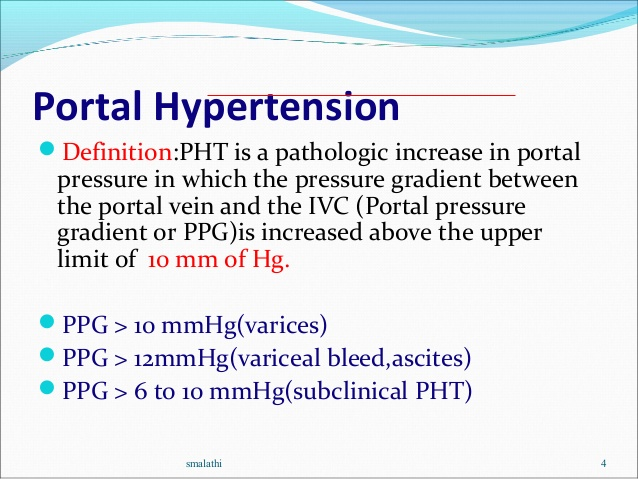 Portal Hypertension
Definition:PHT is a pathologic increase in portal
pressure in which the pressure gradient between
the portal vein and the IVC (Portal pressure
gradient or PPG)is increased above the upper
limit of 10 mm of Hg.
PPG > 10 mmHg(varices)
PPG > 12mmHg(variceal bleed,ascites)
PPG > 6 to 10 mmHg(subclinical PHT)
smalathi
4